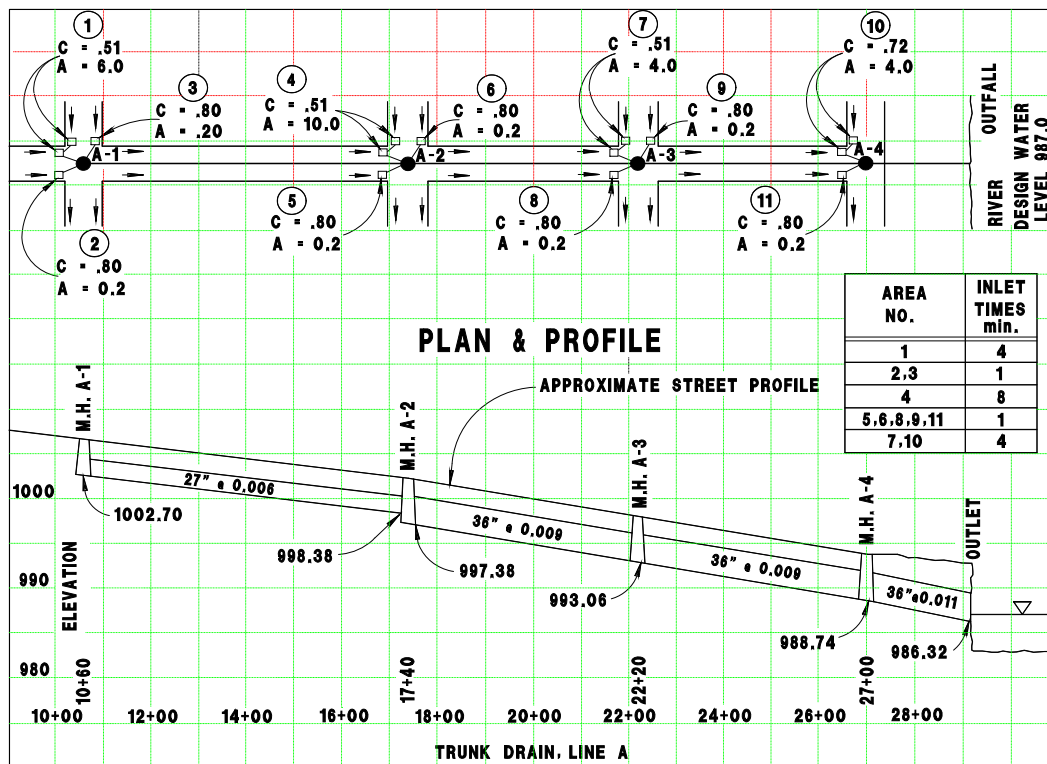 1
C = .51
A = 6.0
3
C = .80
A = .20
4
C = .51
A = 10.0
6
C = .80
A = 0.2
7
C = .51
A = 4.0
9
C = .80
A = 0.2
10
C = .72
A = 4.0
A-1
A-2
A-3
A-4
2
C = .80
A = 0.2
5
C = .80
A = 0.2
8
C = .80
A = 0.2
11
C = .80
A = 0.2
OUTFALL
RIVER
DESIGN WATER
LEVEL 987.0
AREA NO. INLET TIMES min.
1 4
2,3 1
4 8
5,6,8,9,11 1
7,10 4
PLAN & PROFILE
APPROXIMATE STREET PROFILE
M.H. A-1
M.H. A-2
M.H. A-3
M.H. A-4
OUTLET
27" @ 0.006
36" @ 0.009
36" @ 0.009
36"@0.011
1002.70
998.38
997.38
993.06
988.74
986.32
1000
990
980
ELEVATION
10+60
17+40
22+20
27+00
10+00 12+00 14+00 16+00 18+00 20+00 22+00 24+00 26+00 28+00
TRUNK DRAIN, LINE A